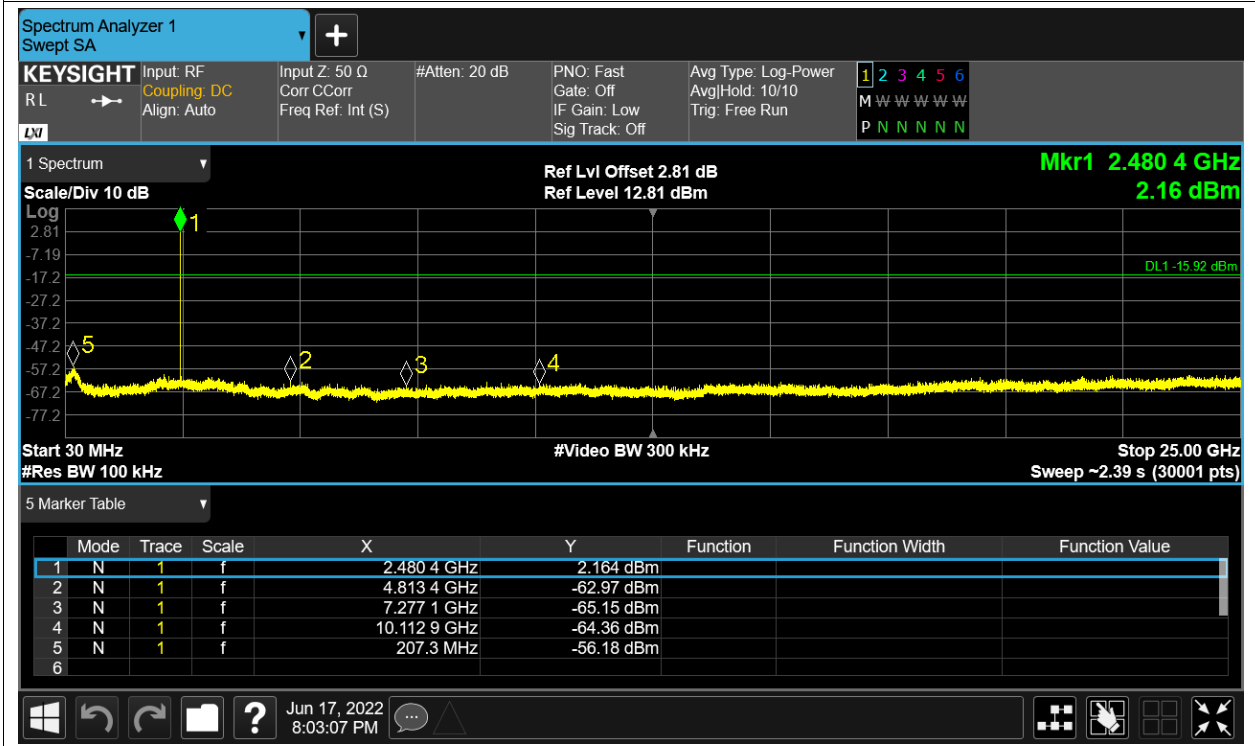 Spectrum Analyzer 1
Swept SA
+
KEYSIGHT Input: RF Input Z: 50 Ω #Atten: 20 dB PNO: Fast Avg Type: Log-Power 1 2 3 4 5 6
R L Coupling: DC Corr CCorr Gate: Off Avg|Hold: 10/10 M W W W W W
Align: Auto Freq Ref: Int (S) IF Gain: Low Trig: Free Run
LXI Sig Track: Off P N N N N N
1 Spectrum Ref Lvl Offset 2.81 dB Mkr1 2.480 4 GHz
Scale/Div 10 dB Ref Level 12.81 dBm 2.16 dBm
Log
1
2.81
-7.19
DL1 -15.92 dBm
-17.2
-27.2
-37.2
-47.2
5
2 3 4
-57.2
-67.2
-77.2
Start 30 MHz #Video BW 300 kHz Stop 25.00 GHz
#Res BW 100 kHz Sweep ~2.39 s (30001 pts)
5 Marker Table
Mode Trace Scale X Y Function Function Width Function Value
1 N 1 f 2.480 4 GHz 2.164 dBm
2 N 1 f 4.813 4 GHz -62.97 dBm
3 N 1 f 7.277 1 GHz -65.15 dBm
4 N 1 f 10.112 9 GHz -64.36 dBm
5 N 1 f 207.3 MHz -56.18 dBm
6
? Jun 17, 2022
8:03:07 PM